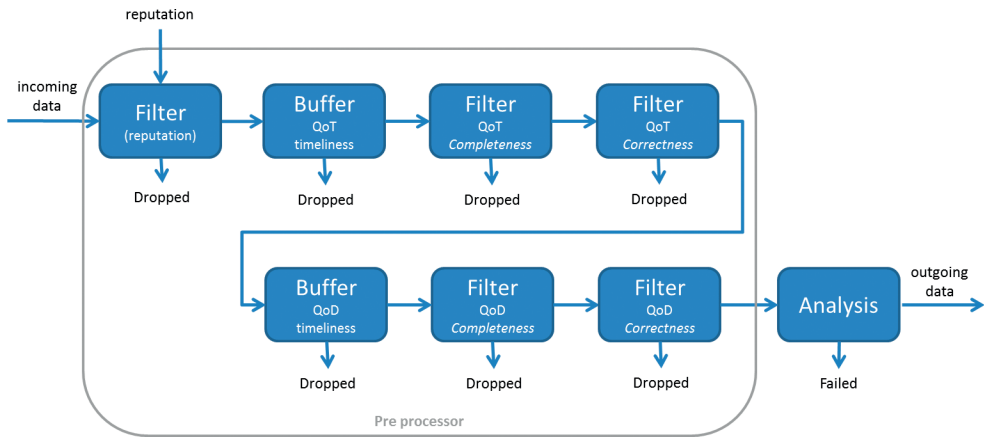 reputation
incoming
data
Filter
(reputation)
Buffer
QoT
timeliness
Filter
QoT
Completeness
Filter
QoT
Correctness
Dropped
Dropped
Dropped
Dropped
Buffer
QoD
timeliness
Filter
QoD
Completeness
Filter
QoD
Correctness
Analysis
outgoing
data
Dropped
Dropped
Dropped
Failed
Pre processor